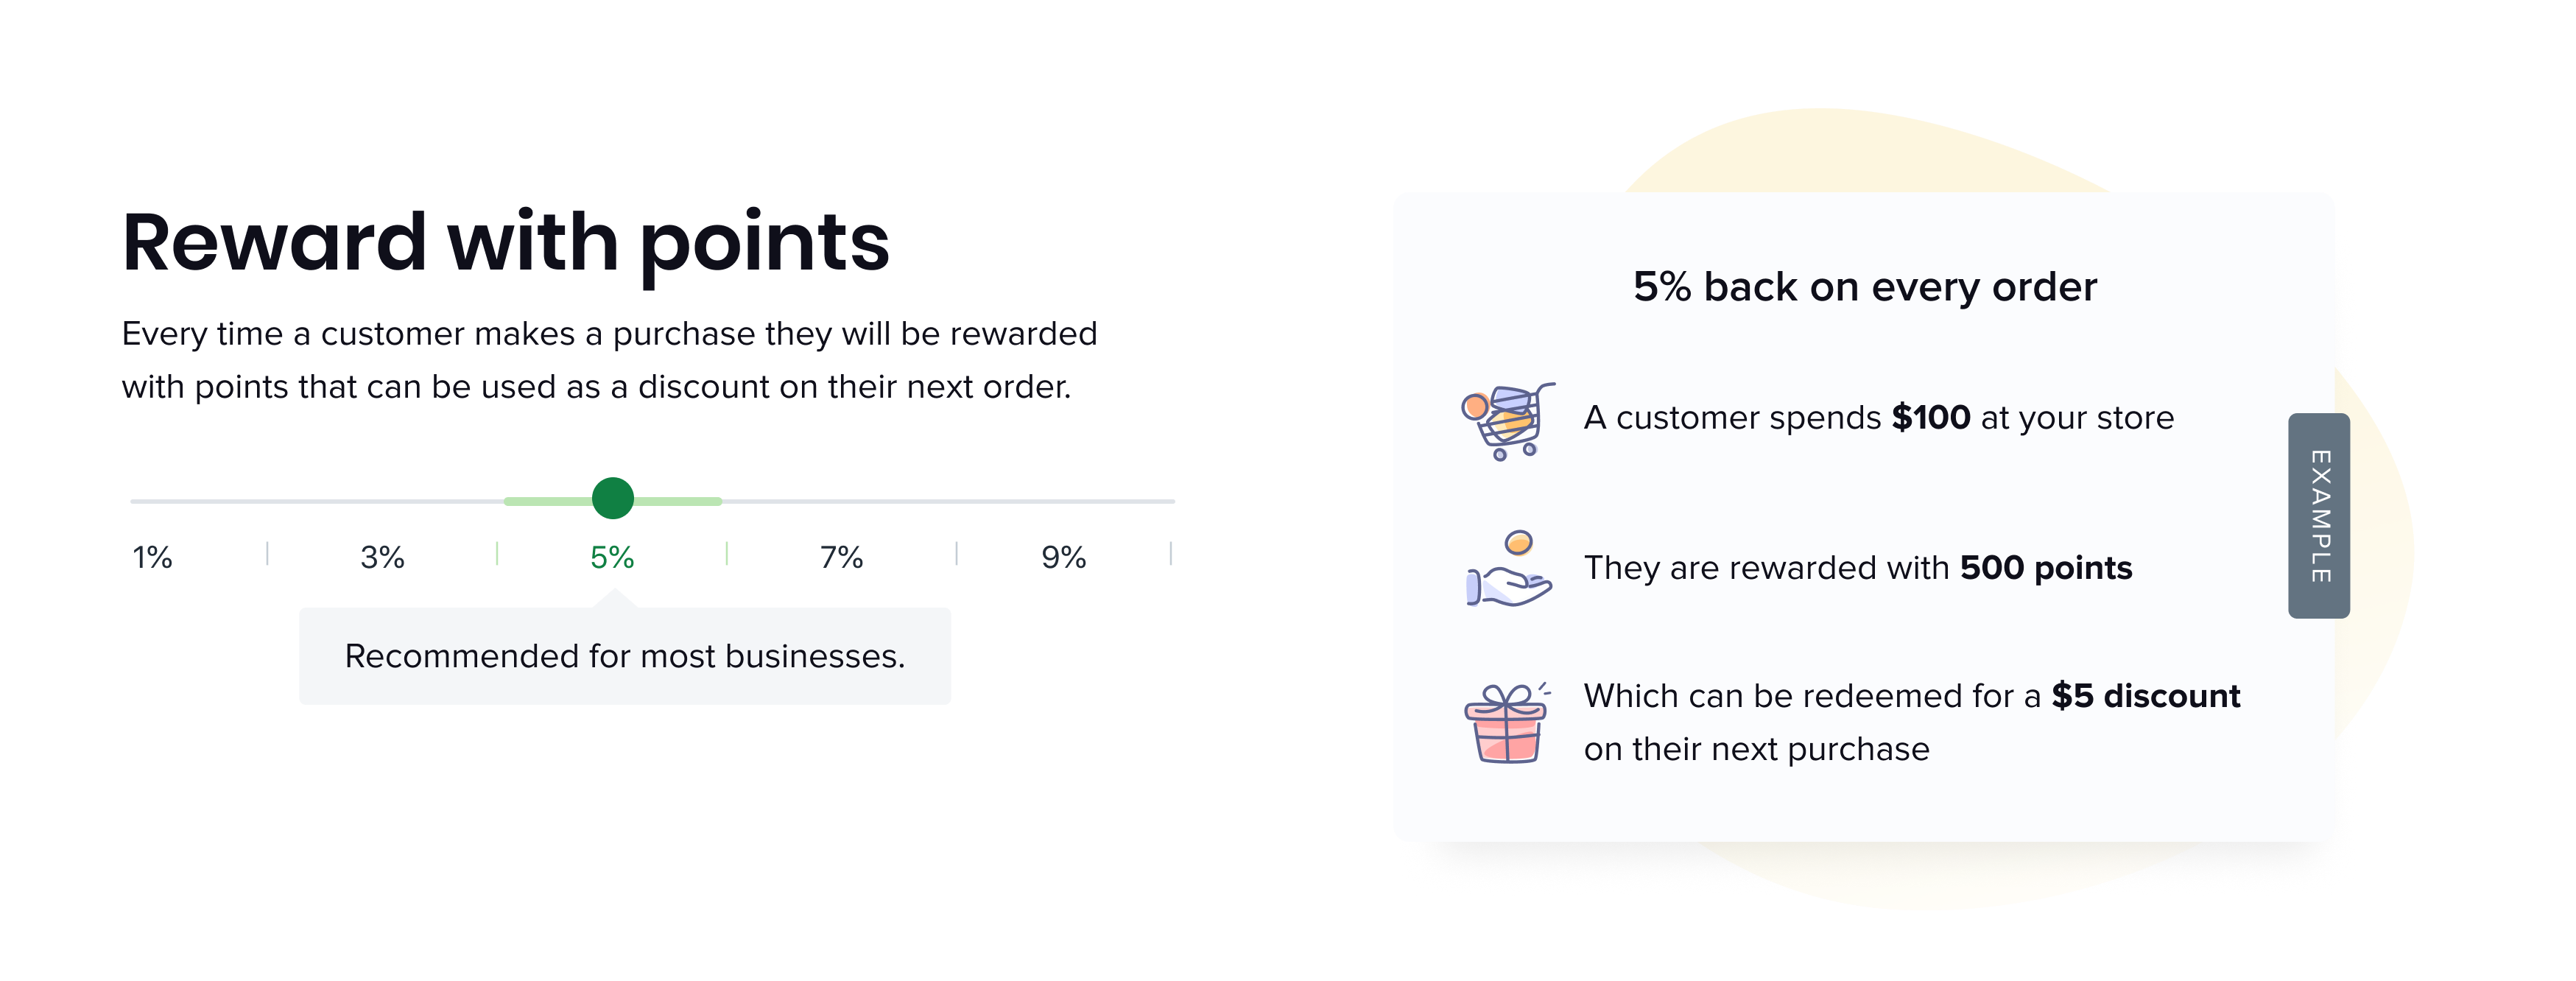 Reward with points
Every time a customer makes a purchase they will be rewarded
with points that can be used as a discount on their next order.
1% 3% 5% 7% 9%
Recommended for most businesses.
5% back on every order
A customer spends $100 at your store
They are rewarded with 500 points
Which can be redeemed for a $5 discount
on their next purchase
EXAMPLE